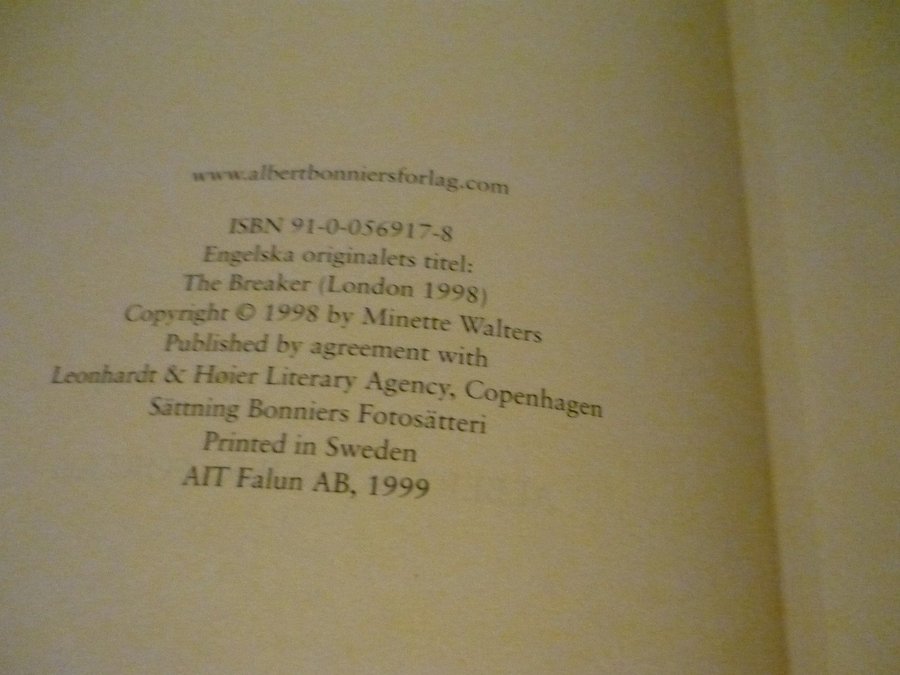 www.albertbonniersforlag.com
ISBN 91-0-056917-8
Engelska originalets titel:
The Breaker (London 1998)
Copyright © 1998 by Minette Walters
Published by agreement with
Leonhardt & Høier Literary Agency, Copenhagen
Sättning Bonniers Fotosätteri
Printed in Sweden
AIT Falun AB, 1999